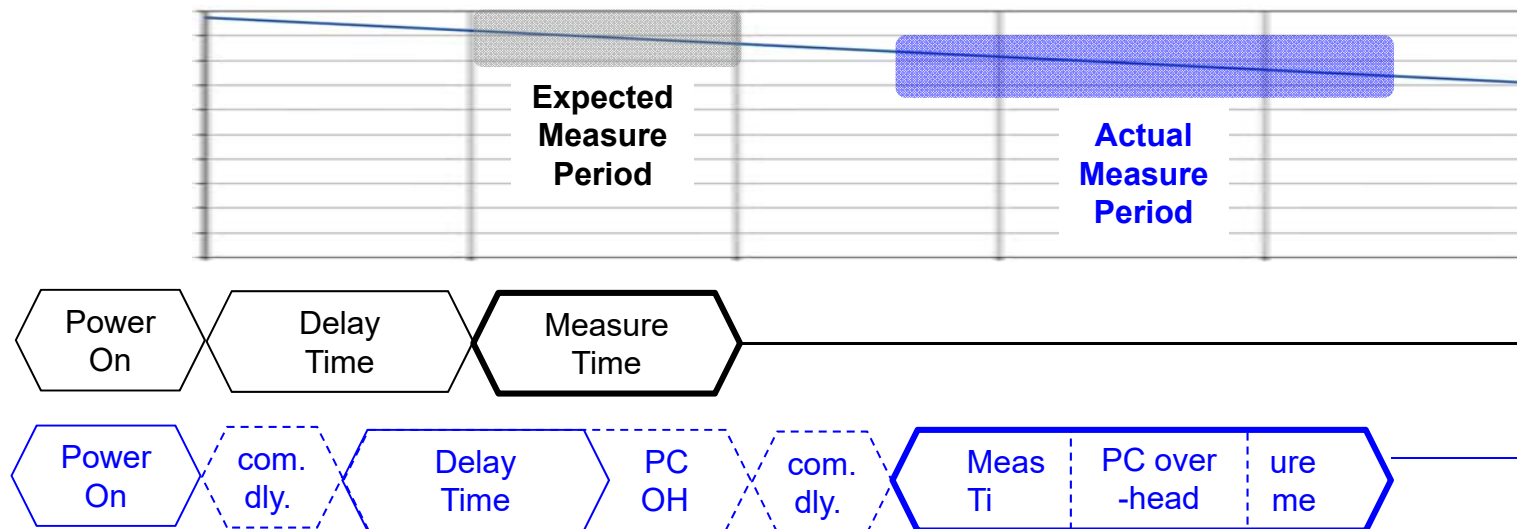 Expected
Measure
Period
Actual
Measure
Period
Power
On
Delay
Time
Measure
Time
Power
On
com.
dly.
Delay
Time
PC
OH
com.
dly.
Meas
Ti
PC over
-head
ure
me